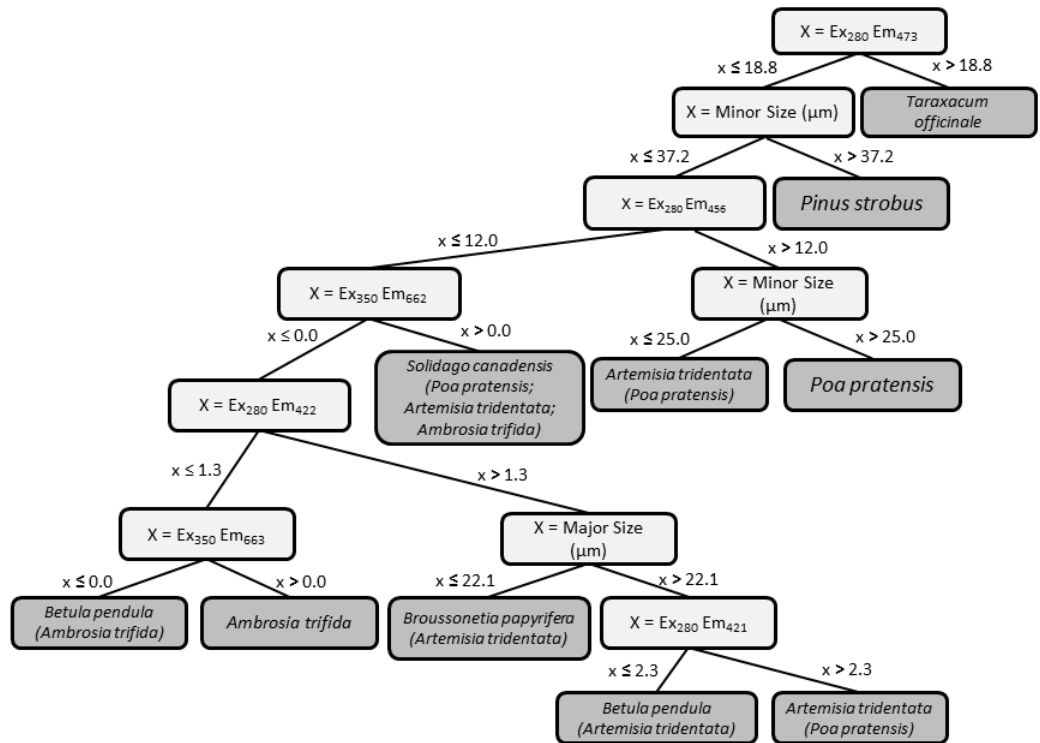 X = Ex₂₈₀ Em₄₇₃
x ≤ 18.8
x > 18.8
X = Minor Size (µm)
Taraxacum
officinale
x ≤ 37.2
x > 37.2
X = Ex₂₈₀ Em₄₅₆
Pinus strobus
x ≤ 12.0
x > 12.0
X = Ex₃₅₀ Em₆₆₂
X = Minor Size
(µm)
x ≤ 0.0
x > 0.0
x ≤ 25.0
x > 25.0
Solidago canadensis
(Poa pratensis;
Artemisia tridentata;
Ambrosia trifida)
Artemisia tridentata
(Poa pratensis)
Poa pratensis
X = Ex₂₈₀ Em₄₂₂
x ≤ 1.3
x > 1.3
X = Ex₃₅₀ Em₆₆₃
X = Major Size
(µm)
x ≤ 0.0
x > 0.0
x ≤ 22.1
x > 22.1
Betula pendula
(Ambrosia trifida)
Ambrosia trifida
Broussonetia papyrifera
(Artemisia tridentata)
X = Ex₂₈₀ Em₄₂₁
x ≤ 2.3
x > 2.3
Betula pendula
(Artemisia tridentata)
Artemisia tridentata
(Poa pratensis)